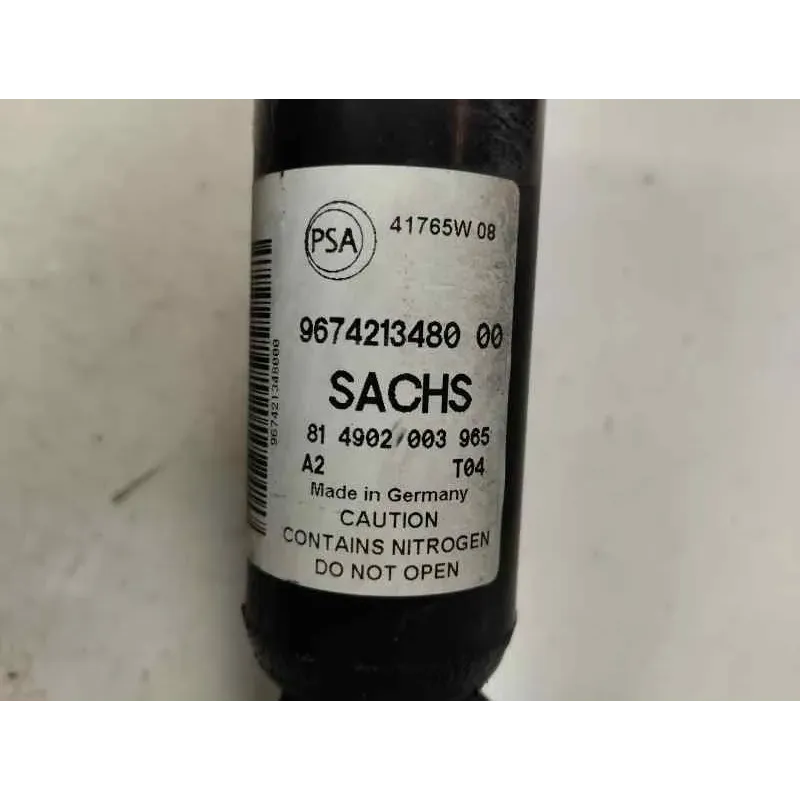 PSA
41765W 08
9674213480 00
967421348000
SACHS
81 4902/003 965
A2 T04
Made in Germany
CAUTION
CONTAINS NITROGEN
DO NOT OPEN